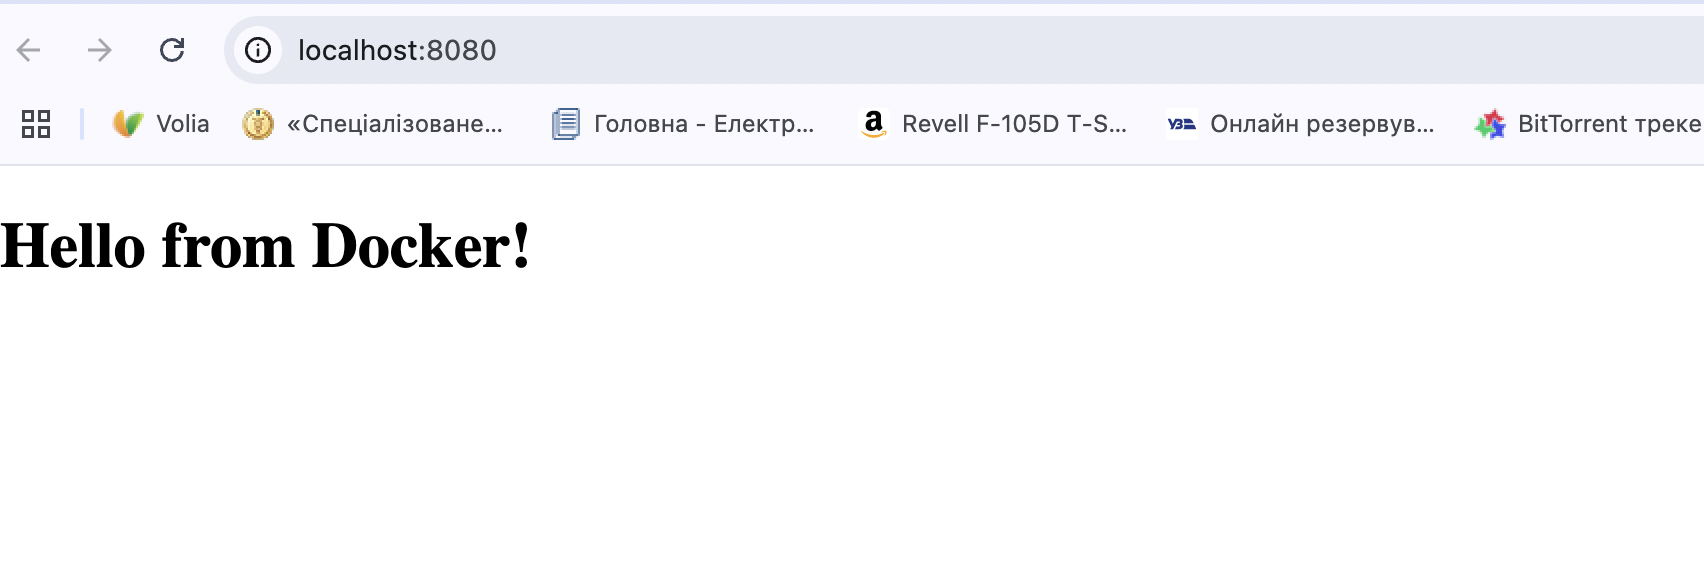 localhost:8080
Volia «Спеціалізоване... Головна - Електр... Revell F-105D T-S... Онлайн резервув... BitTorrent треке
Hello from Docker!